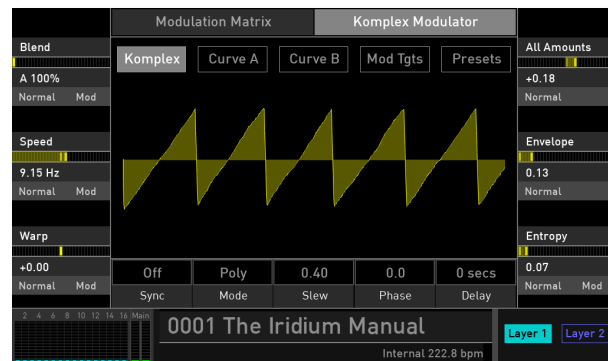 Modulation Matrix Komplex Modulator
Blend
A 100%
Normal Mod
Speed
9.15 Hz
Normal Mod
Warp
+0.00
Normal Mod
Komplex Curve A Curve B Mod Tgts Presets
Off Poly 0.40 0.0 0 secs
Sync Mode Slew Phase Delay
All Amounts
+0.18
Normal
Envelope
0.13
Normal
Entropy
0.07
Normal Mod
2 4 6 8 10 12 14 16 Main
0001 The Iridium Manual
Internal 222.8 bpm
Layer 1 Layer 2